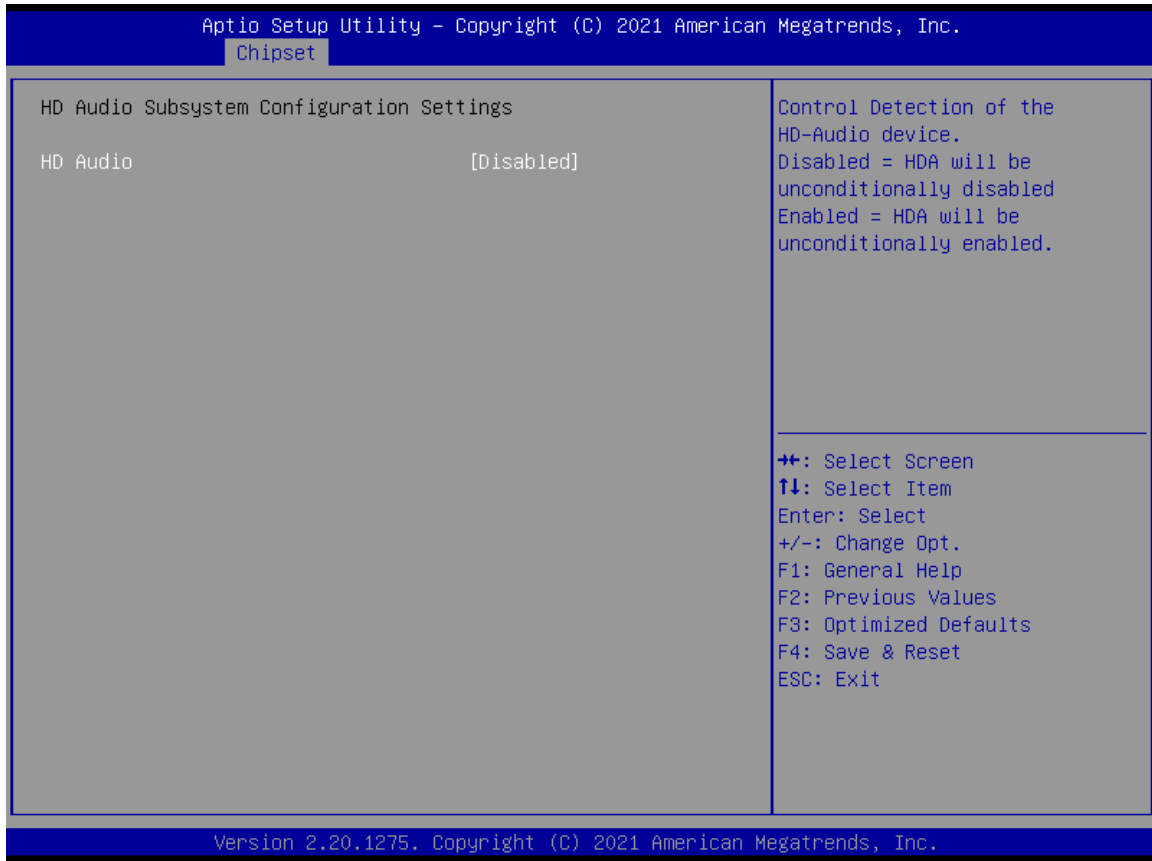 Aptio Setup Utility – Copyright (C) 2021 American Megatrends, Inc.
Chipset
HD Audio Subsystem Configuration Settings
HD Audio [Disabled]
Control Detection of the
HD-Audio device.
Disabled = HDA will be
unconditionally disabled
Enabled = HDA will be
unconditionally enabled.
→←: Select Screen
↑↓: Select Item
Enter: Select
+/-: Change Opt.
F1: General Help
F2: Previous Values
F3: Optimized Defaults
F4: Save & Reset
ESC: Exit
Version 2.20.1275. Copyright (C) 2021 American Megatrends, Inc.